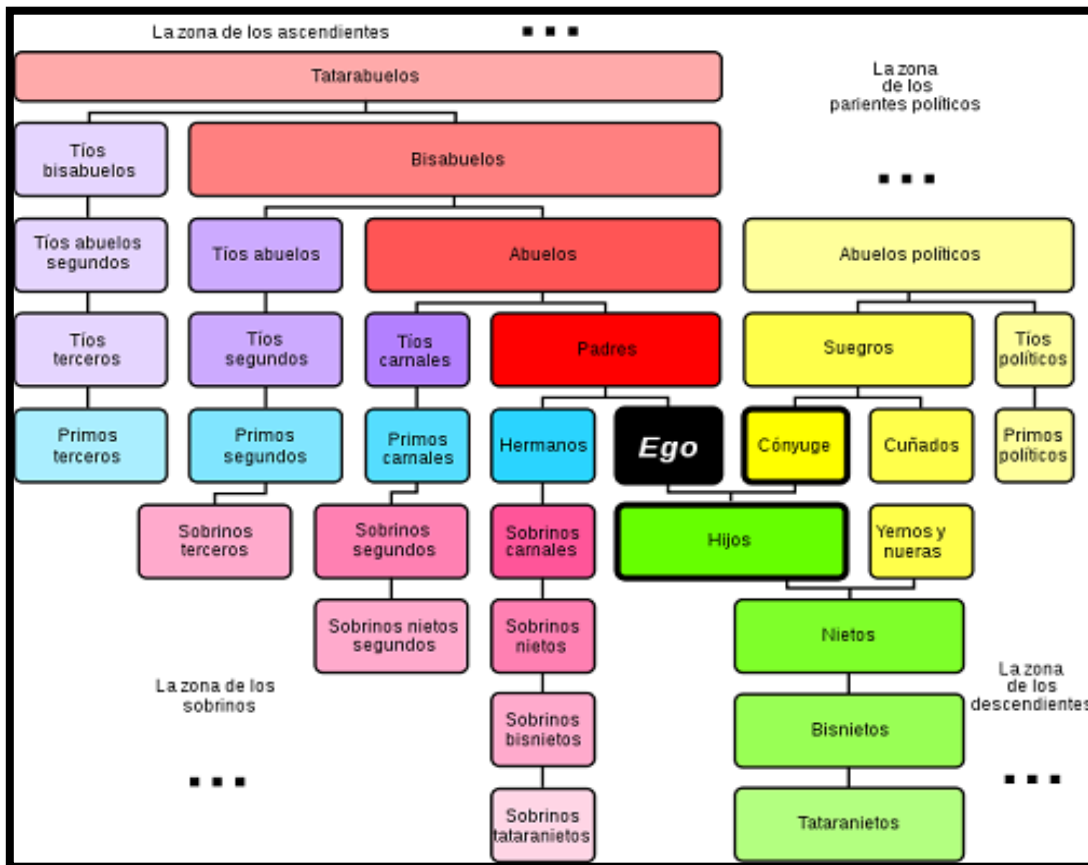 La zona de los ascendientes
Tatarabuelos
La zona
de los
parientes políticos
Tíos
bisabuelos
Bisabuelos
Tíos abuelos
segundos
Tíos abuelos
Abuelos
Abuelos políticos
Tíos
terceros
Tíos
segundos
Tíos
carnales
Padres
Suegros
Tíos
políticos
Primos
terceros
Primos
segundos
Primos
carnales
Hermanos
Ego
Cónyuge
Cuñados
Primos
políticos
Sobrinos
terceros
Sobrinos
segundos
Sobrinos
carnales
Hijos
Yernos y
nueras
Sobrinos nietos
segundos
Sobrinos
nietos
Nietos
La zona de los
sobrinos
La zona
de los
descendientes
Sobrinos
bisnietos
Bisnietos
Sobrinos
tataranietos
Tataranietos